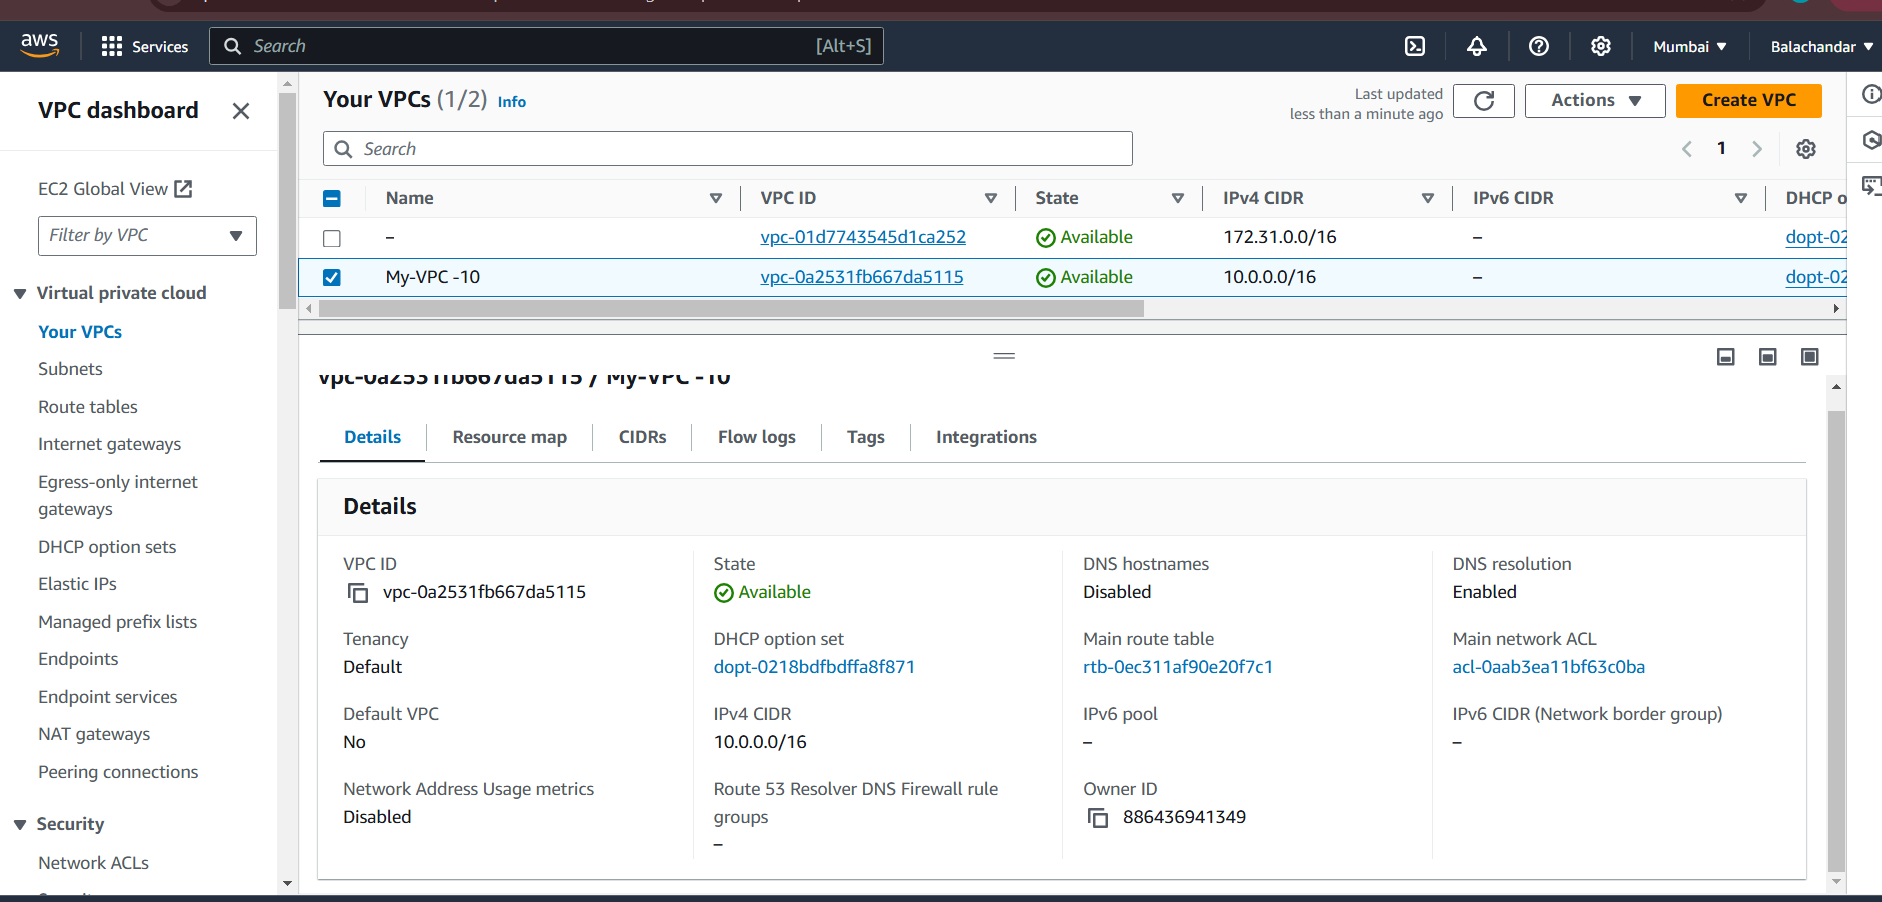 aws
Services
Search
[Alt+S]
Mumbai
Balachandar
VPC dashboard
EC2 Global View
Filter by VPC
Virtual private cloud
Your VPCs
Subnets
Route tables
Internet gateways
Egress-only internet
gateways
DHCP option sets
Elastic IPs
Managed prefix lists
Endpoints
Endpoint services
NAT gateways
Peering connections
Security
Network ACLs
Your VPCs (1/2) Info
Last updated
less than a minute ago
Actions
Create VPC
Search
1
Name VPC ID State IPv4 CIDR IPv6 CIDR DHCP o
– vpc-01d7743545d1ca252 Available 172.31.0.0/16 – dopt-02
My-VPC -10 vpc-0a2531fb667da5115 Available 10.0.0.0/16 – dopt-02
vpc-0a2531fb667da5115 / My-VPC -10
Details Resource map CIDRs Flow logs Tags Integrations
Details
VPC ID
vpc-0a2531fb667da5115
State
Available
DNS hostnames
Disabled
DNS resolution
Enabled
Tenancy
Default
DHCP option set
dopt-0218bdfbdffa8f871
Main route table
rtb-0ec311af90e20f7c1
Main network ACL
acl-0aab3ea11bf63c0ba
Default VPC
No
IPv4 CIDR
10.0.0.0/16
IPv6 pool
–
IPv6 CIDR (Network border group)
–
Network Address Usage metrics
Disabled
Route 53 Resolver DNS Firewall rule
groups
–
Owner ID
886436941349